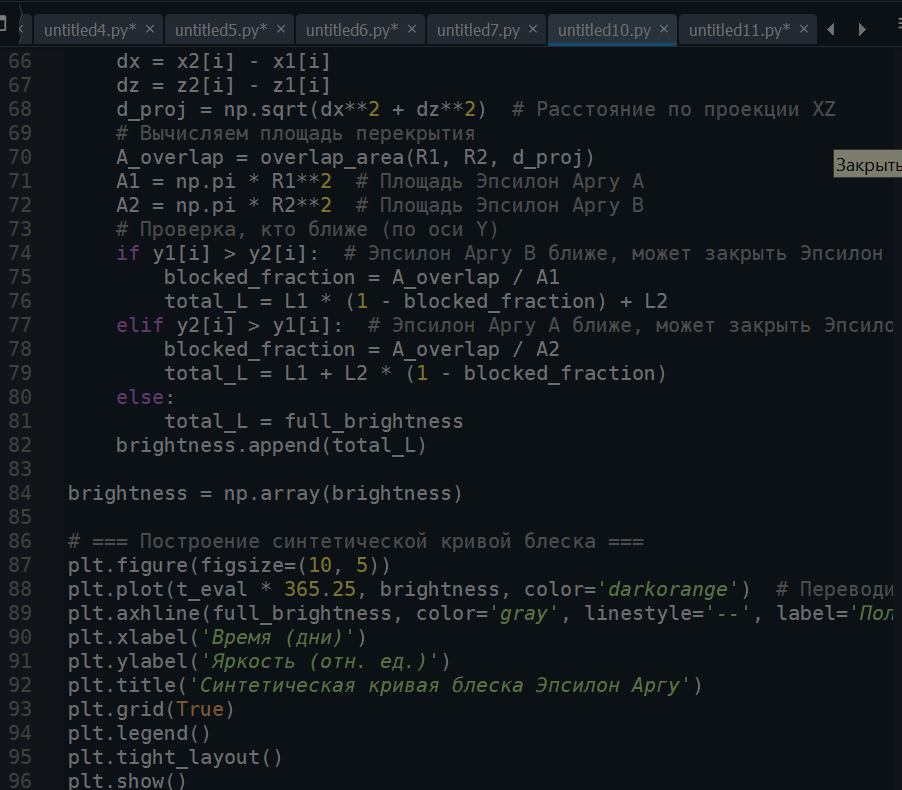 untitled4.py* × untitled5.py* × untitled6.py* × untitled7.py × untitled10.py × untitled11.py* ×
66 dx = x2[i] - x1[i]
67 dz = z2[i] - z1[i]
68 d_proj = np.sqrt(dx**2 + dz**2)  # Расстояние по проекции XZ
69 # Вычисляем площадь перекрытия
70 A_overlap = overlap_area(R1, R2, d_proj)
Закрыть
71 A1 = np.pi * R1**2  # Площадь Эпсилон Аргу A
72 A2 = np.pi * R2**2  # Площадь Эпсилон Аргу B
73 # Проверка, кто ближе (по оси Y)
74 if y1[i] > y2[i]:  # Эпсилон Аргу B ближе, может закрыть Эпсилон
75 blocked_fraction = A_overlap / A1
76 total_L = L1 * (1 - blocked_fraction) + L2
77 elif y2[i] > y1[i]:  # Эпсилон Аргу A ближе, может закрыть Эпсило
78 blocked_fraction = A_overlap / A2
79 total_L = L1 + L2 * (1 - blocked_fraction)
80 else:
81 total_L = full_brightness
82 brightness.append(total_L)
83
84 brightness = np.array(brightness)
85
86 # === Построение синтетической кривой блеска ===
87 plt.figure(figsize=(10, 5))
88 plt.plot(t_eval * 365.25, brightness, color='darkorange')  # Переводи
89 plt.axhline(full_brightness, color='gray', linestyle='--', label='Пол
90 plt.xlabel('Время (дни)')
91 plt.ylabel('Яркость (отн. ед.)')
92 plt.title('Синтетическая кривая блеска Эпсилон Аргу')
93 plt.grid(True)
94 plt.legend()
95 plt.tight_layout()
96 plt.show()